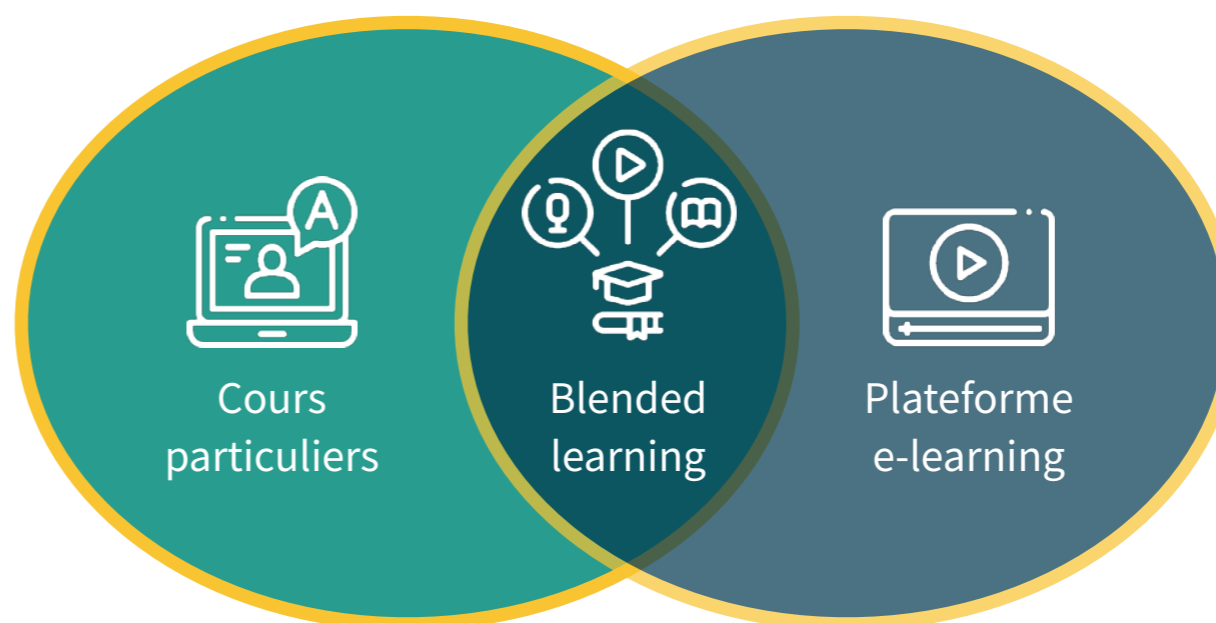 A
Cours
particuliers
Blended
learning
Plateforme
e-learning